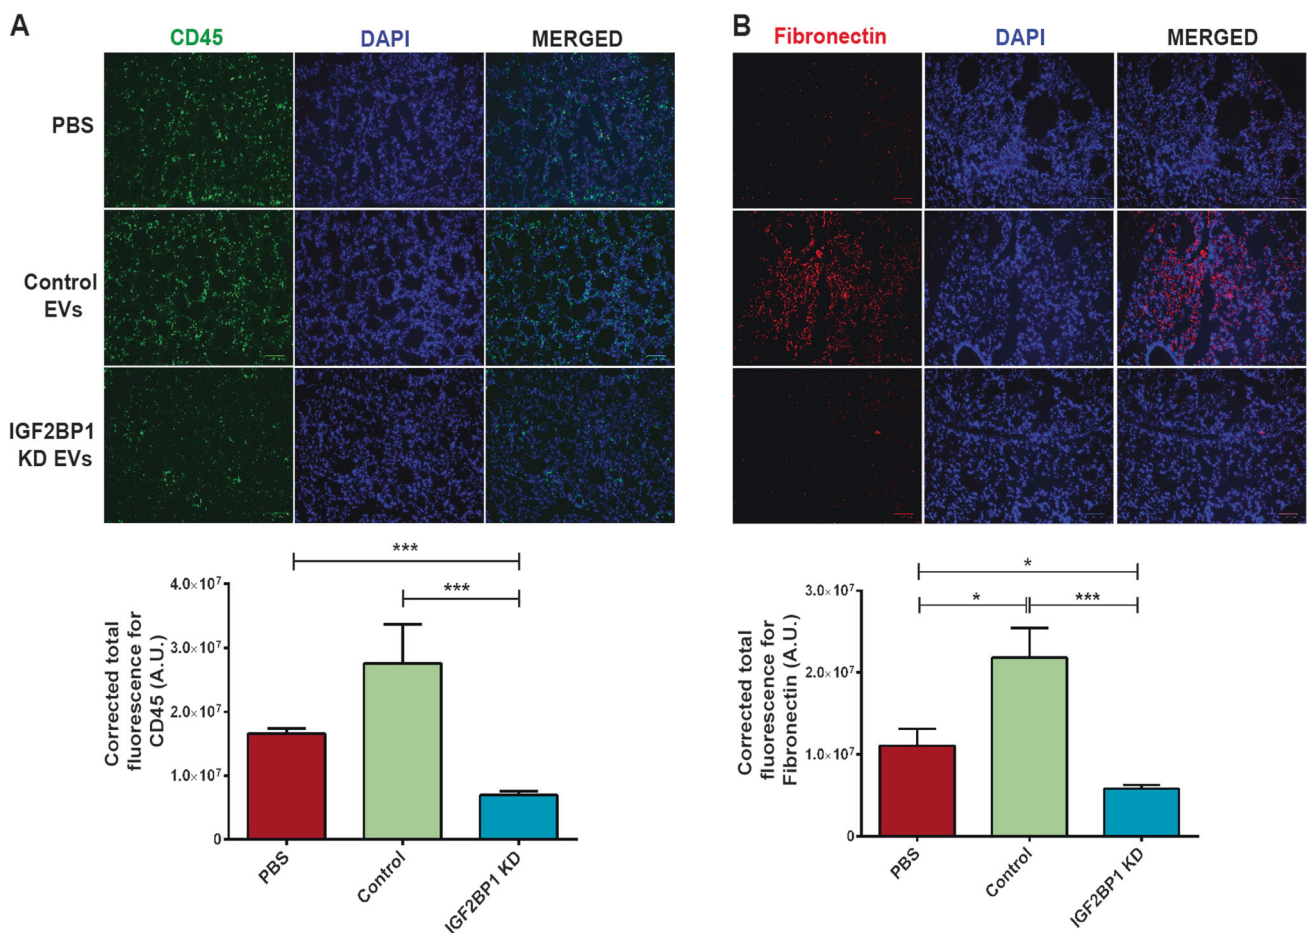 A
CD45 DAPI MERGED
PBS
Control
EVs
IGF2BP1
KD EVs
***
***
Corrected total
fluorescence for
CD45 (A.U.)
4.0×10⁷
3.0×10⁷
2.0×10⁷
1.0×10⁷
0
PBS
Control
IGF2BP1 KD
B
Fibronectin DAPI MERGED
*
* ***
Corrected total
fluorescence for
Fibronectin (A.U.)
3.0×10⁷
2.0×10⁷
1.0×10⁷
0
PBS
Control
IGF2BP1 KD